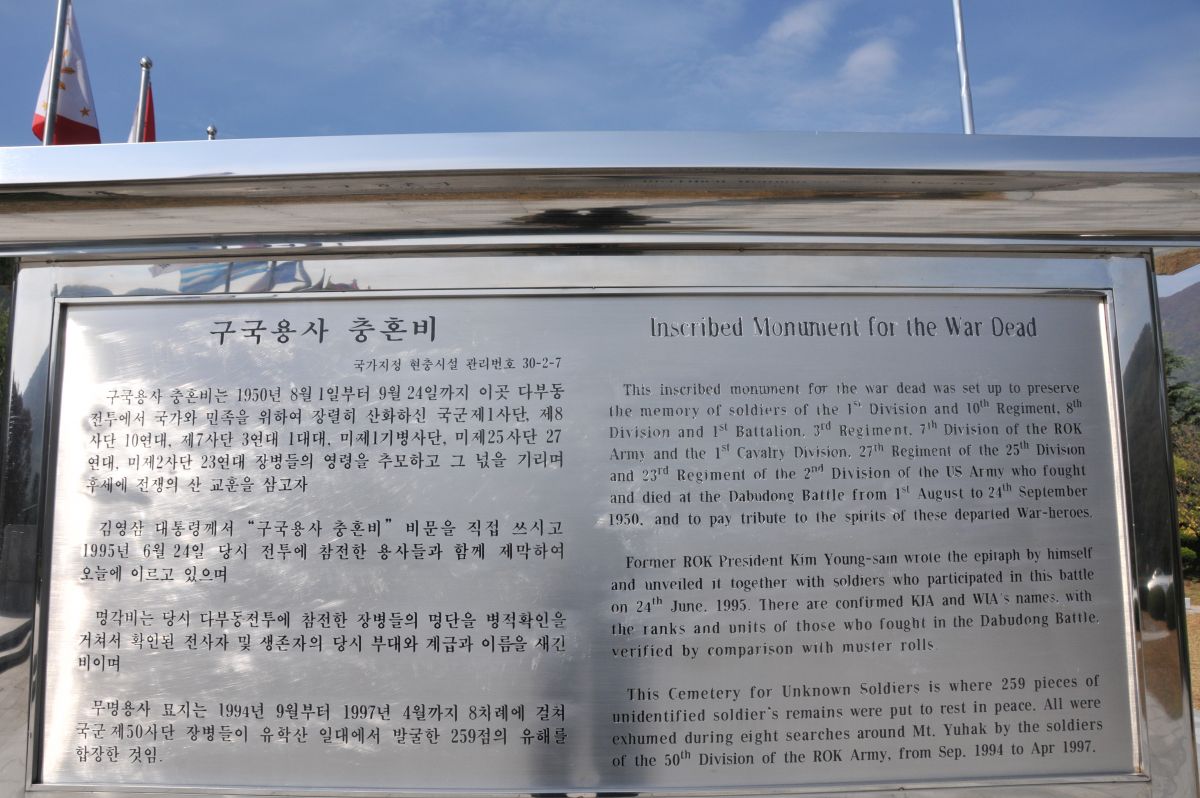 구국용사 충혼비
국가지정 현충시설 관리번호 30-2-7
구국용사 충혼비는 1950년 8월 1일부터 9월 24일까지 이곳 다부동
전투에서 국가와 민족을 위하여 장렬히 산화하신 국군제1사단, 제8
사단 10연대, 제7사단 3연대 1대대, 미제1기병사단, 미제25사단 27
연대, 미제2사단 23연대 장병들의 영령을 추모하고 그 넋을 기리며
후세에 전쟁의 산 교훈을 삼고자
김영삼 대통령께서 “구국용사 충혼비” 비문을 직접 쓰시고
1995년 6월 24일 당시 전투에 참전한 용사들과 함께 제막하여
오늘에 이르고 있으며
명각비는 당시 다부동전투에 참전한 장병들의 명단을 병적확인을
거쳐서 확인된 전사자 및 생존자의 당시 부대와 계급과 이름을 새긴
비이며
무명용사 묘지는 1994년 9월부터 1997년 4월까지 8차례에 걸쳐
국군 제50사단 장병들이 유학산 일대에서 발굴한 259점의 유해를
합장한 것임.
Inscribed Monument for the War Dead
This inscribed monument for the war dead was set up to preserve
the memory of soldiers of the 1st Division and 10th Regiment, 8th
Division and 1st Battalion, 3rd Regiment, 7th Division of the ROK
Army and the 1st Cavalry Division, 27th Regiment of the 25th Division
and 23rd Regiment of the 2nd Division of the US Army who fought
and died at the Dabudong Battle from 1st August to 24th September
1950, and to pay tribute to the spirits of these departed War-heroes.
Former ROK President Kim Young-sam wrote the epitaph by himself
and unveiled it together with soldiers who participated in this battle
on 24th June, 1995. There are confirmed KJA and WIA's names, with
the ranks and units of those who fought in the Dabudong Battle,
verified by comparison with muster rolls.
This Cemetery for Unknown Soldiers is where 259 pieces of
unidentified soldier's remains were put to rest in peace. All were
exhumed during eight searches around Mt. Yuhak by the soldiers
of the 50th Division of the ROK Army, from Sep. 1994 to Apr 1997.